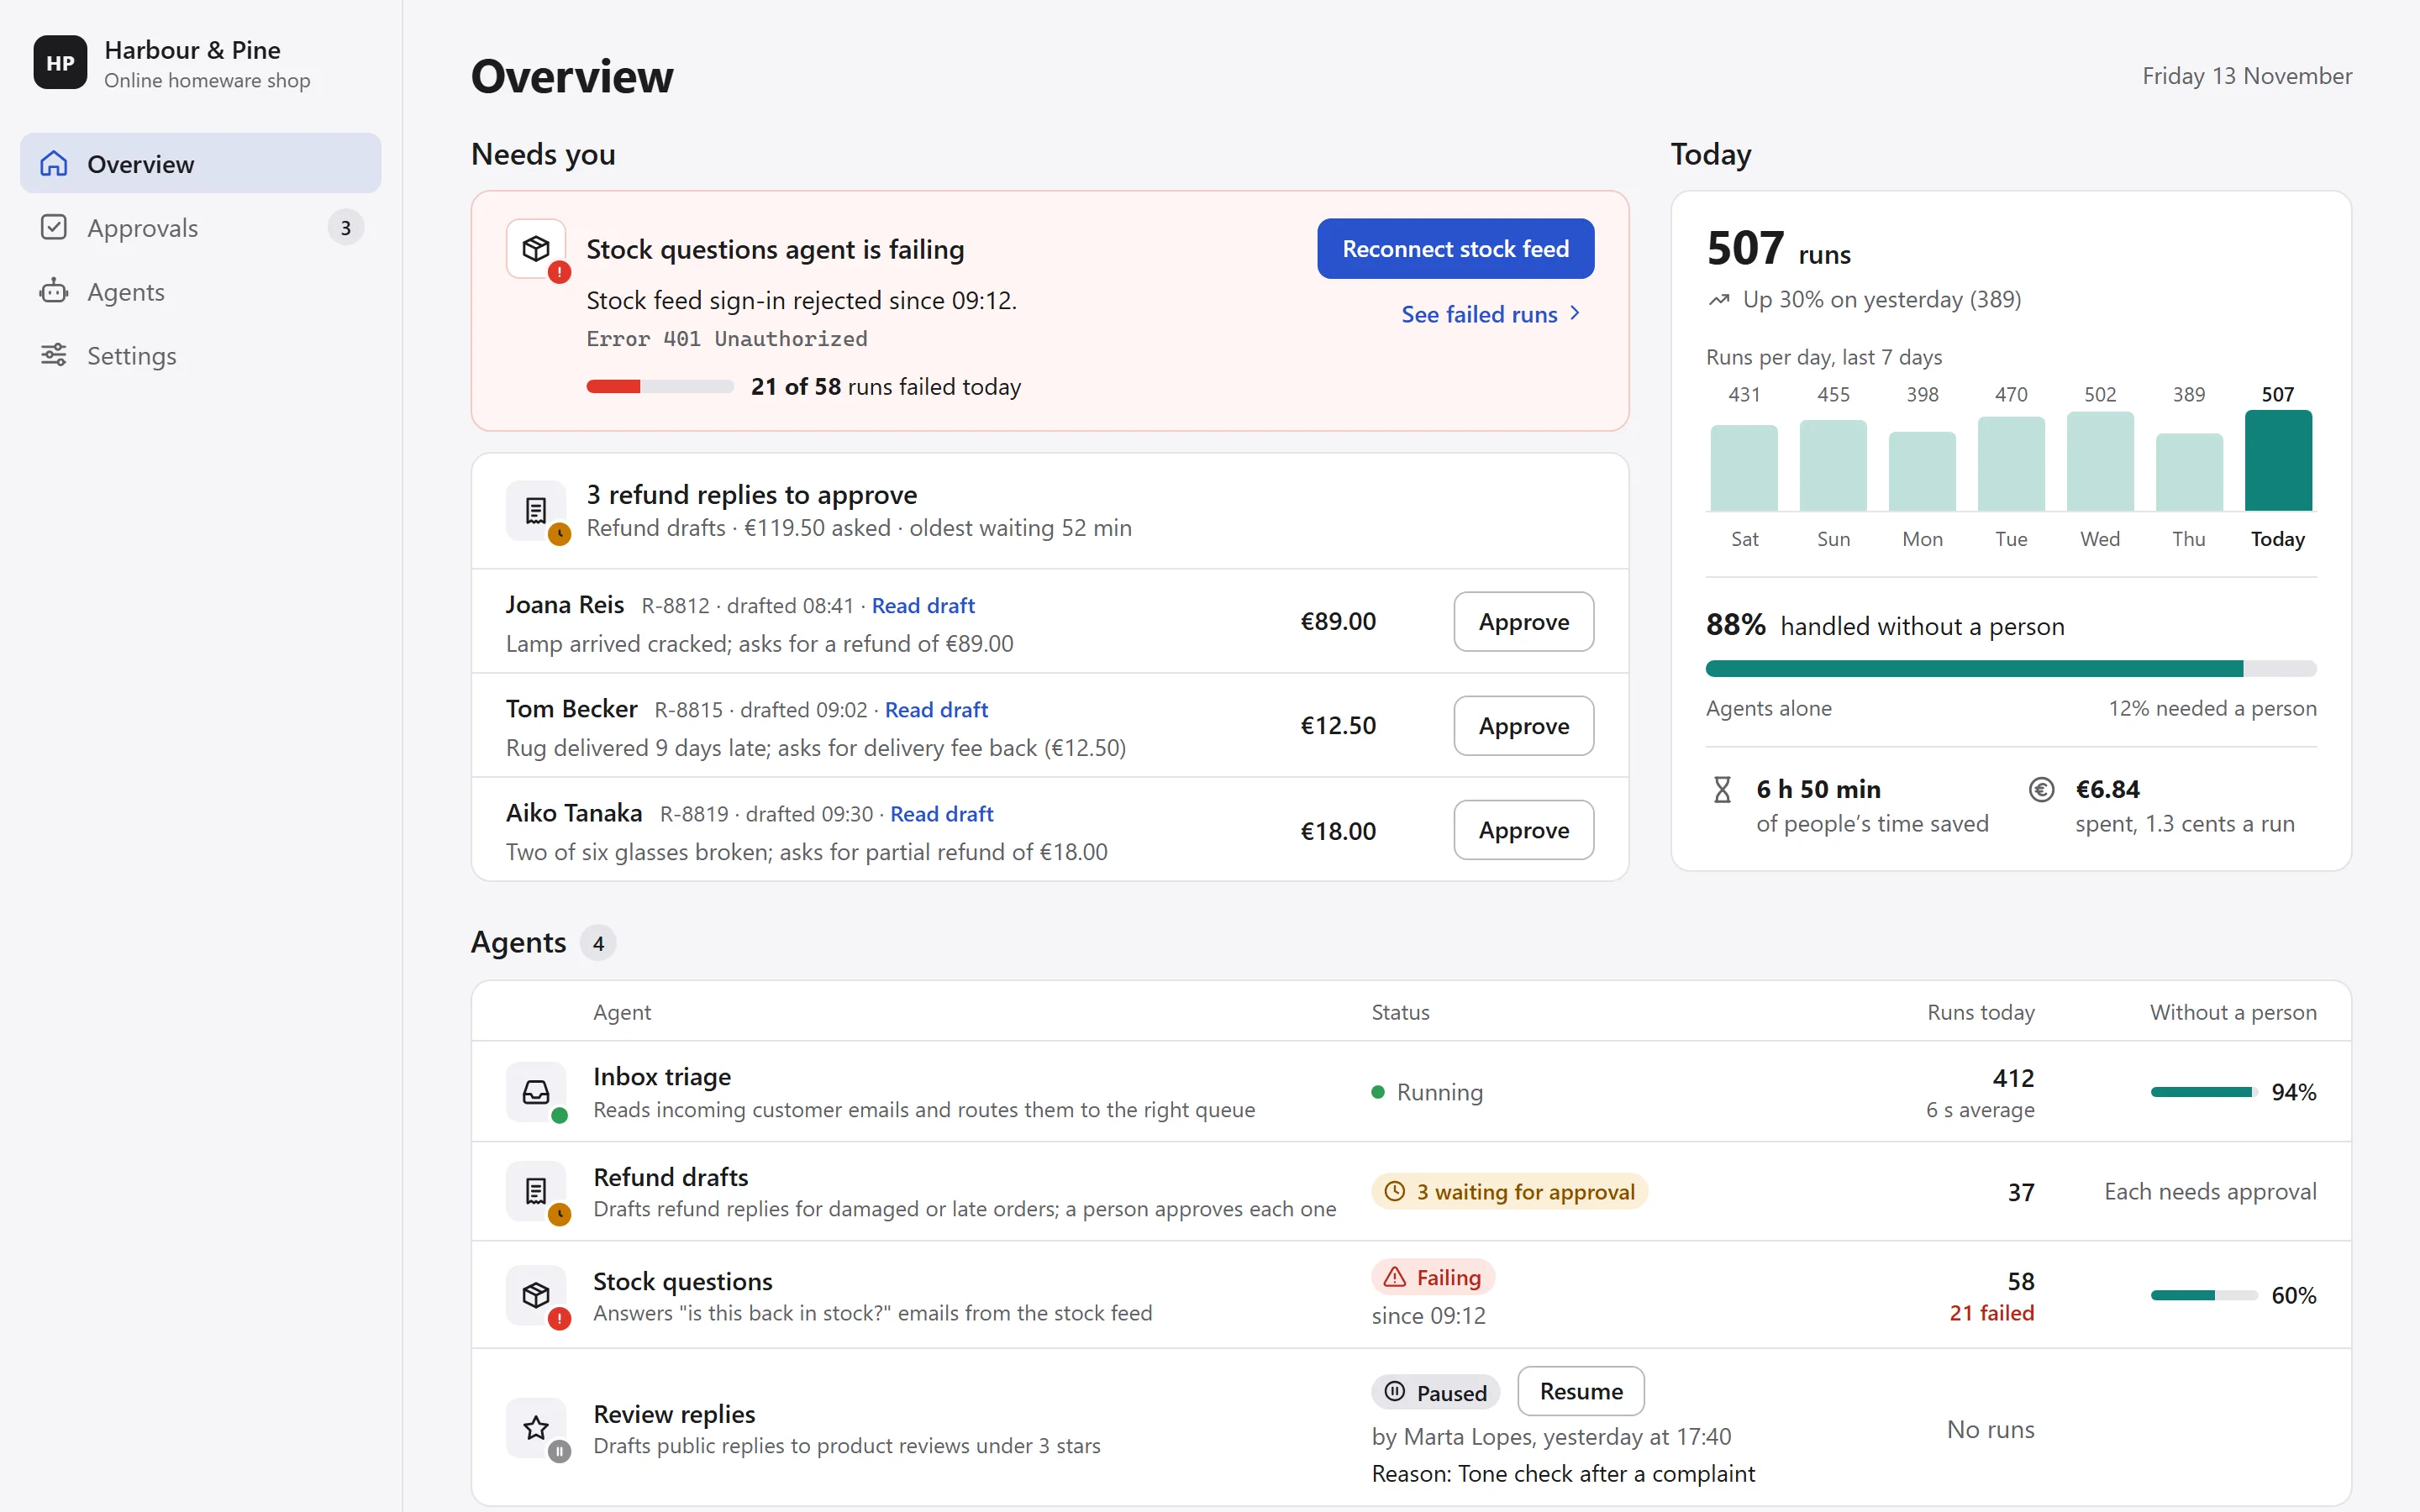 HP
Harbour & Pine
Online homeware shop
Overview
Approvals 3
Agents
Settings
Overview
Friday 13 November
Needs you
Stock questions agent is failing
Stock feed sign-in rejected since 09:12.
Error 401 Unauthorized
21 of 58 runs failed today
Reconnect stock feed
See failed runs
3 refund replies to approve
Refund drafts · €119.50 asked · oldest waiting 52 min
Joana Reis R-8812 · drafted 08:41 · Read draft
Lamp arrived cracked; asks for a refund of €89.00
€89.00
Approve
Tom Becker R-8815 · drafted 09:02 · Read draft
Rug delivered 9 days late; asks for delivery fee back (€12.50)
€12.50
Approve
Aiko Tanaka R-8819 · drafted 09:30 · Read draft
Two of six glasses broken; asks for partial refund of €18.00
€18.00
Approve
Today
507 runs
Up 30% on yesterday (389)
Runs per day, last 7 days
431 455 398 470 502 389 507
Sat Sun Mon Tue Wed Thu Today
88% handled without a person
Agents alone 12% needed a person
6 h 50 min
of people’s time saved
€6.84
spent, 1.3 cents a run
Agents 4
Agent Status Runs today Without a person
Inbox triage
Reads incoming customer emails and routes them to the right queue
Running
412
6 s average
94%
Refund drafts
Drafts refund replies for damaged or late orders; a person approves each one
3 waiting for approval
37
Each needs approval
Stock questions
Answers "is this back in stock?" emails from the stock feed
Failing
since 09:12
58
21 failed
60%
Review replies
Drafts public replies to product reviews under 3 stars
Paused Resume
by Marta Lopes, yesterday at 17:40
Reason: Tone check after a complaint
No runs